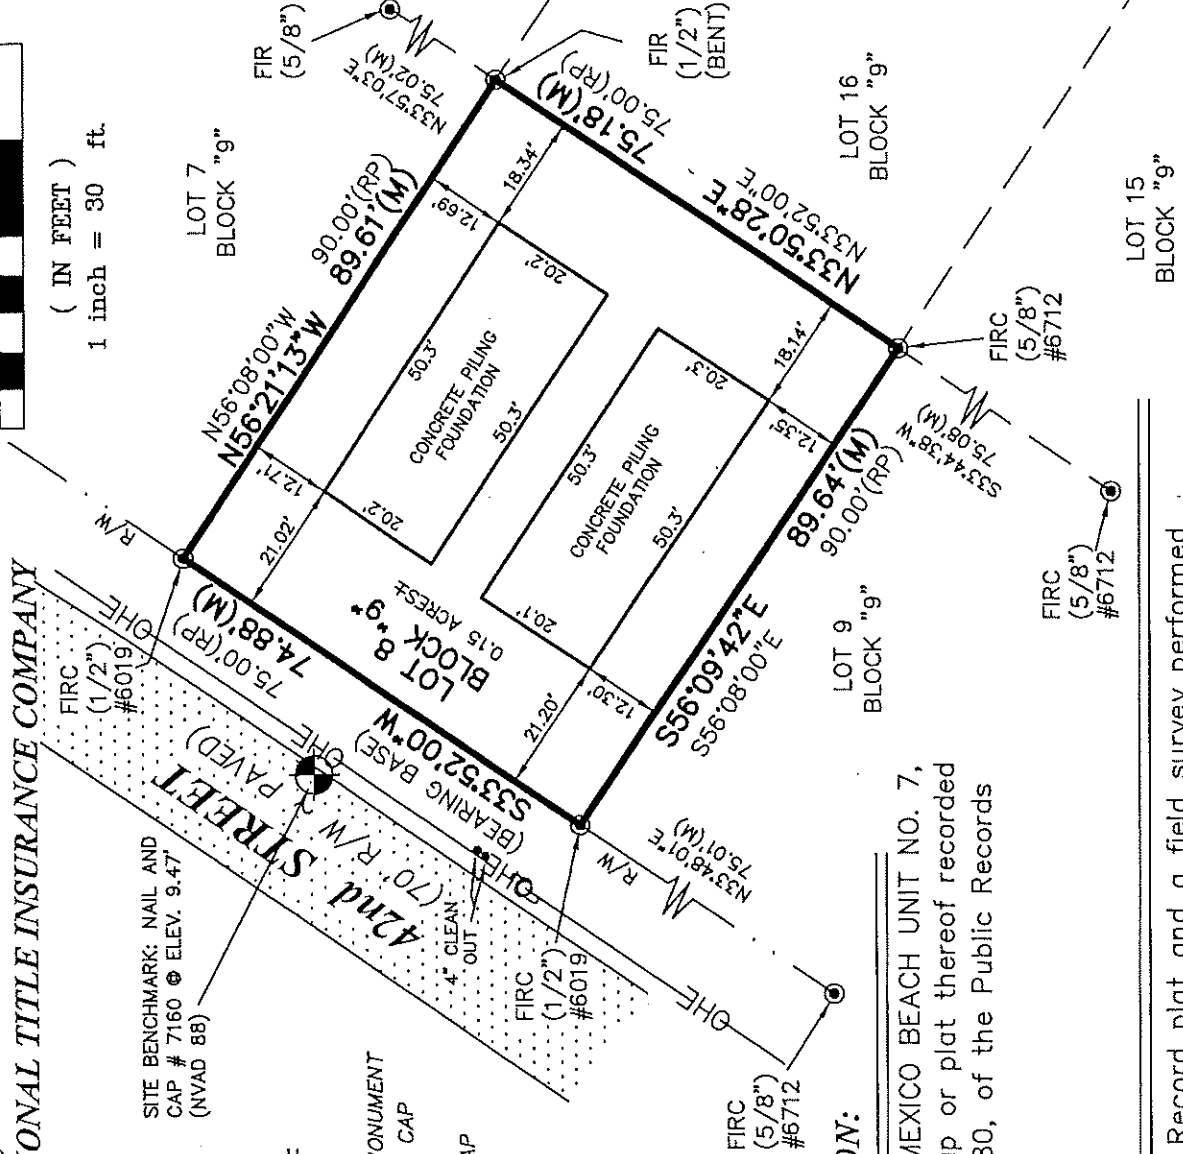 ONAL TITLE INSURANCE COMPANY
( IN FEET )
1 inch = 30 ft.
FIR
(5/8")
N33°57'03"E
75.02'(M)
FIR
(1/2")
(BENT)
LOT 7
BLOCK "9"
90.00'(RP)
89.61'(M)
N56°08'00"W
N56°21'13"W
75.18'(M)
75.00'(RP)
N33°50'28"E
N33°52'00"E
LOT 16
BLOCK "9"
LOT 15
BLOCK "9"
18.34'
12.69'
20.2'
50.3'
CONCRETE PILING
FOUNDATION
50.3'
12.71'
20.2'
21.02'
18.14'
20.3'
12.35'
50.3'
CONCRETE PILING
FOUNDATION
50.3'
20.1'
12.30'
21.20'
LOT 8
BLOCK "9"
0.15 ACRES±
R/W
FIRC
(1/2")
#6019
OHE
75.00'(RP)
74.88'(M)
S33°52'00"W
(BEARING BASE)
OHE
42nd STREET
(70' R/W PAVED)
SITE BENCHMARK: NAIL AND
CAP # 7160 @ ELEV. 9.47'
(NVAD 88)
4" CLEAN
OUT
OHE
FIRC
(1/2")
#6019
R/W
N33°48'01"E
75.01'(M)
OHE
FIRC
(5/8")
#6712
89.64'(M)
90.00'(RP)
S56°09'42"E
S56°08'00"E
LOT 9
BLOCK "9"
FIRC
(5/8")
#6712
S33°44'38"W
75.08'(M)
FIRC
(5/8")
#6712
ONUMENT
CAP
AP
ON:
MEXICO BEACH UNIT NO. 7,
ap or plat thereof recorded
30, of the Public Records
Record plat and a field survey performed